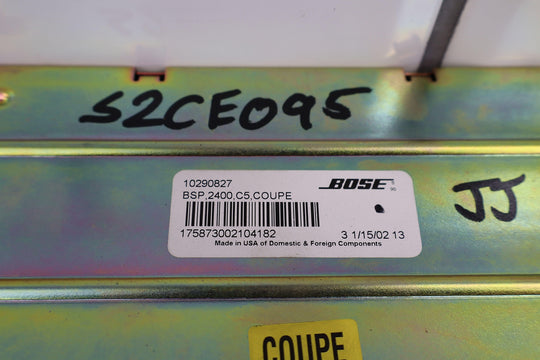 S2CE095
10290827
BOSE
BSP,2400,C5,COUPE
175873002104182
3 1/15/02 13
Made in USA of Domestic & Foreign Components
JJ
COUPE